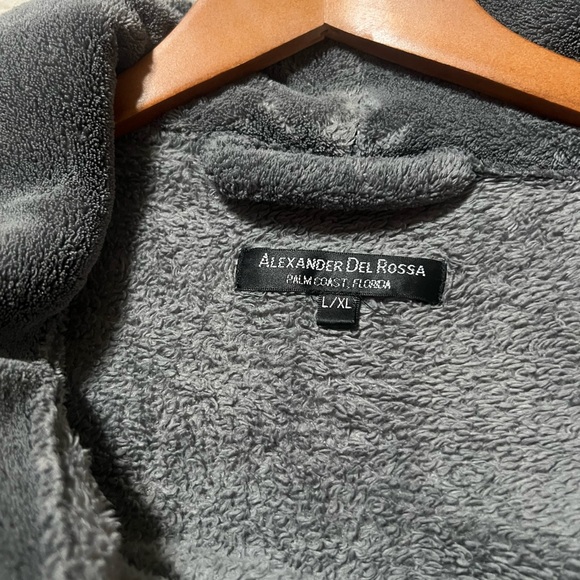 ALEXANDER DEL ROSSA
PALM COAST, FLORIDA
L/XL